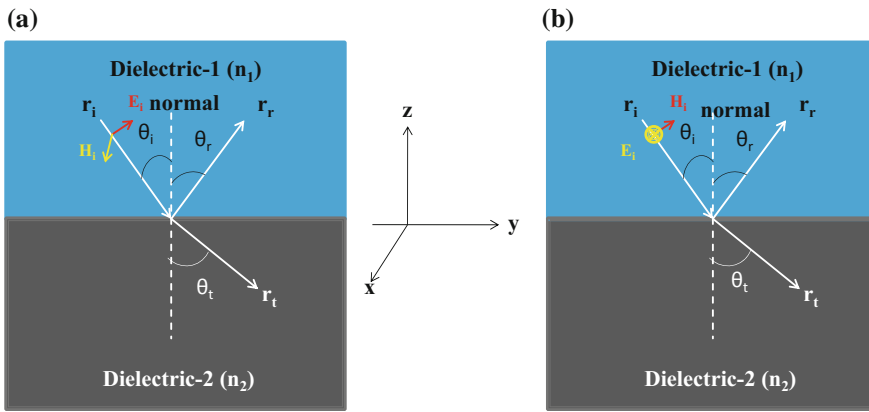 (a)
Dielectric-1 (n₁)
normal
rᵢ
Eᵢ
θᵢ
θᵣ
rᵣ
Hᵢ
θₜ
rₜ
Dielectric-2 (n₂)
z
y
x
(b)
Dielectric-1 (n₁)
normal
rᵢ
Hᵢ
θᵢ
θᵣ
rᵣ
Eᵢ
θₜ
rₜ
Dielectric-2 (n₂)